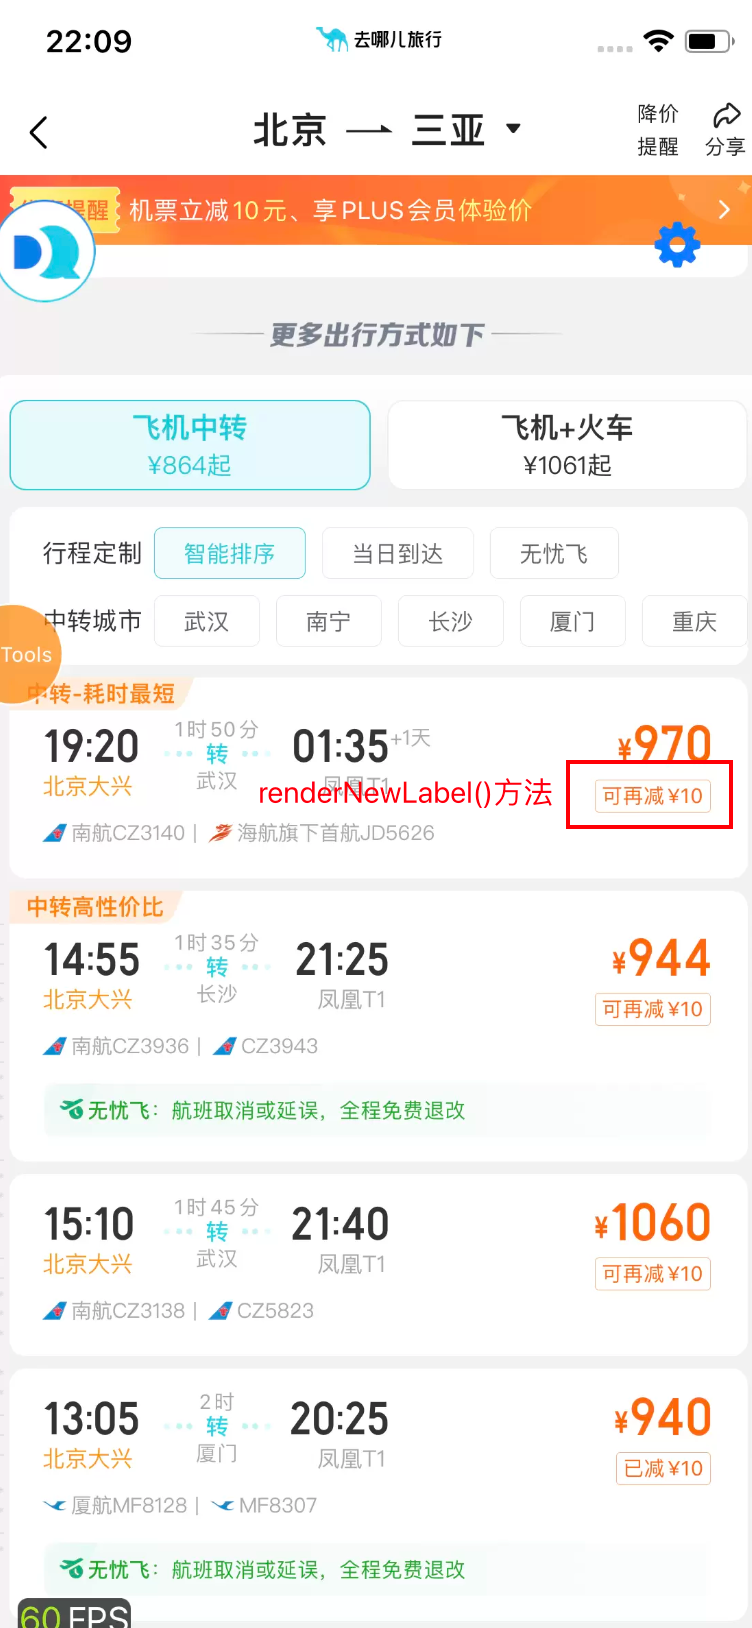 22:09
去哪儿旅行
北京 → 三亚
降价
提醒
分享
提醒 机票立减10元、享PLUS会员体验价
更多出行方式如下
飞机中转
¥864起
飞机+火车
¥1061起
行程定制 智能排序 当日到达 无忧飞
中转城市 武汉 南宁 长沙 厦门 重庆
Tools
中转-耗时最短
19:20 1时50分 转 武汉 01:35 +1天 ¥970
北京大兴 凤凰T1
renderNewLabel()方法
可再减 ¥10
南航CZ3140 | 海航旗下首航JD5626
中转高性价比
14:55 1时35分 转 长沙 21:25 ¥944
北京大兴 凤凰T1 可再减 ¥10
南航CZ3936 | CZ3943
无忧飞：航班取消或延误，全程免费退改
15:10 1时45分 转 武汉 21:40 ¥1060
北京大兴 凤凰T1 可再减 ¥10
南航CZ3138 | CZ5823
13:05 2时 转 厦门 20:25 ¥940
北京大兴 凤凰T1 已减 ¥10
厦航MF8128 | MF8307
无忧飞：航班取消或延误，全程免费退改
60 FPS